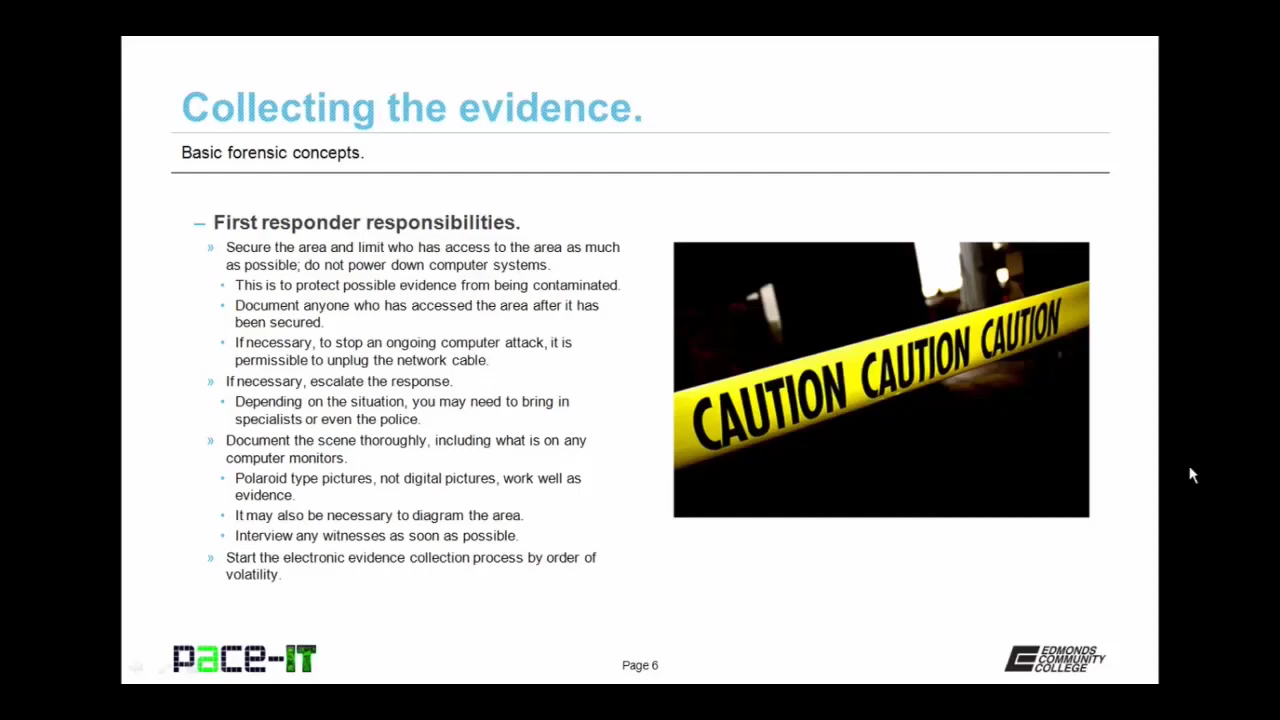 Collecting the evidence.
Basic forensic concepts.
– First responder responsibilities.
» Secure the area and limit who has access to the area as much
as possible; do not power down computer systems.
• This is to protect possible evidence from being contaminated.
• Document anyone who has accessed the area after it has
been secured.
• If necessary, to stop an ongoing computer attack, it is
permissible to unplug the network cable.
» If necessary, escalate the response.
• Depending on the situation, you may need to bring in
specialists or even the police.
» Document the scene thoroughly, including what is on any
computer monitors.
• Polaroid type pictures, not digital pictures, work well as
evidence.
• It may also be necessary to diagram the area.
• Interview any witnesses as soon as possible.
» Start the electronic evidence collection process by order of
volatility.
CAUTION CAUTION CAUTION
pace-IT
Page 6
EDMONDS
COMMUNITY
COLLEGE